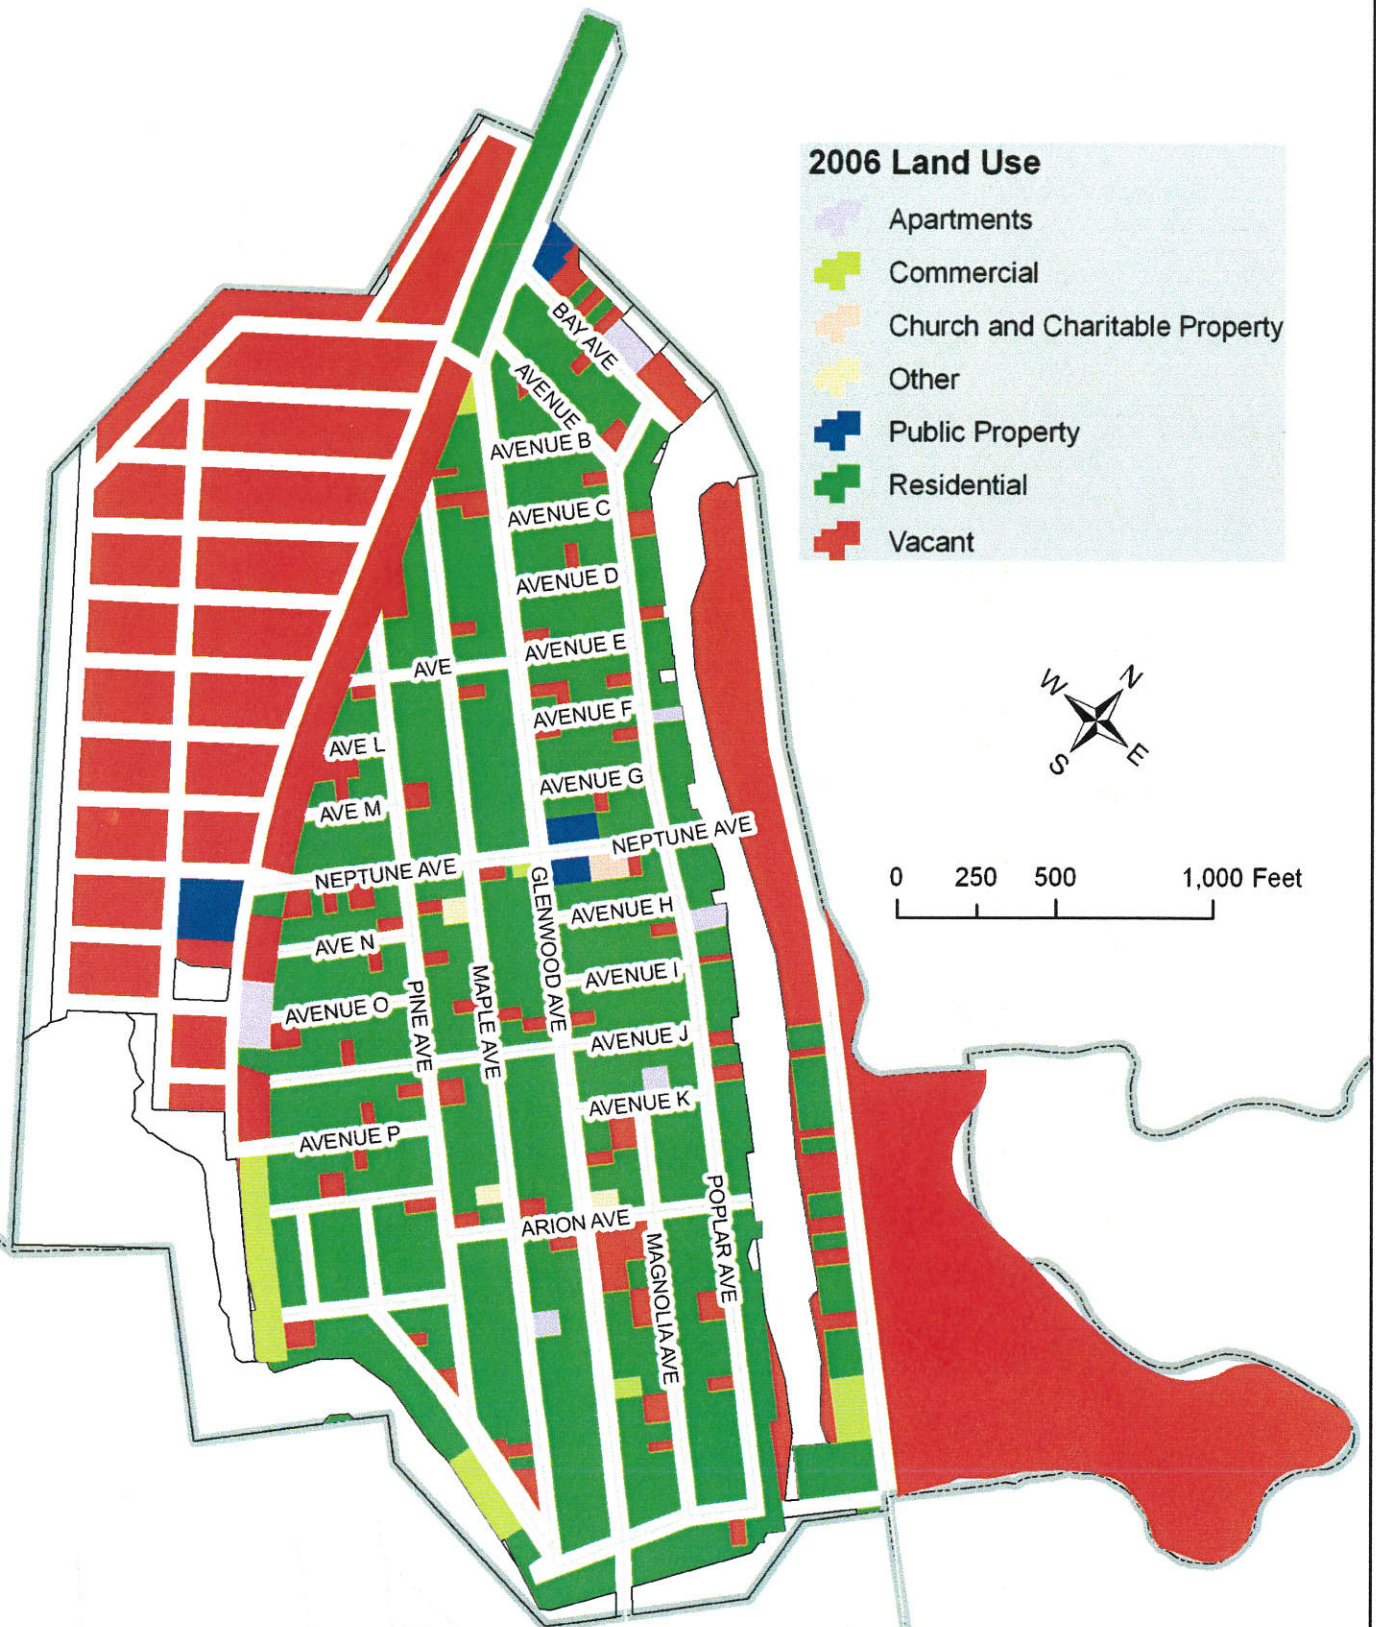 2006 Land Use
Apartments
Commercial
Church and Charitable Property
Other
Public Property
Residential
Vacant
BAY AVE
AVENUE
AVENUE B
AVENUE C
AVENUE D
AVENUE E
AVE
AVENUE F
AVE L
AVENUE G
AVE M
NEPTUNE AVE
NEPTUNE AVE
GLENWOOD AVE
AVENUE H
AVE N
AVENUE I
PINE AVE
MAPLE AVE
AVENUE O
AVENUE J
AVENUE K
AVENUE P
POPLAR AVE
ARION AVE
MAGNOLIA AVE
W N
S E
0 250 500 1,000 Feet